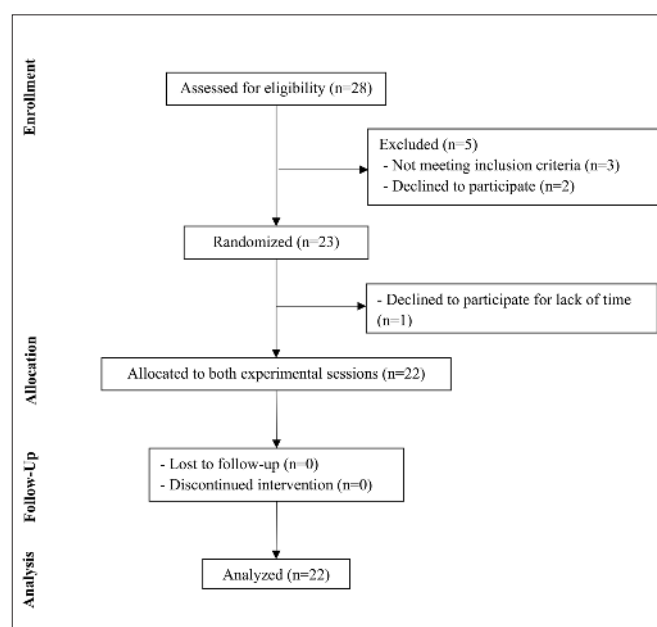 Enrollment
Assessed for eligibility (n=28)
Excluded (n=5)
- Not meeting inclusion criteria (n=3)
- Declined to participate (n=2)
Randomized (n=23)
- Declined to participate for lack of time
(n=1)
Allocation
Allocated to both experimental sessions (n=22)
Follow-Up
- Lost to follow-up (n=0)
- Discontinued intervention (n=0)
Analysis
Analyzed (n=22)